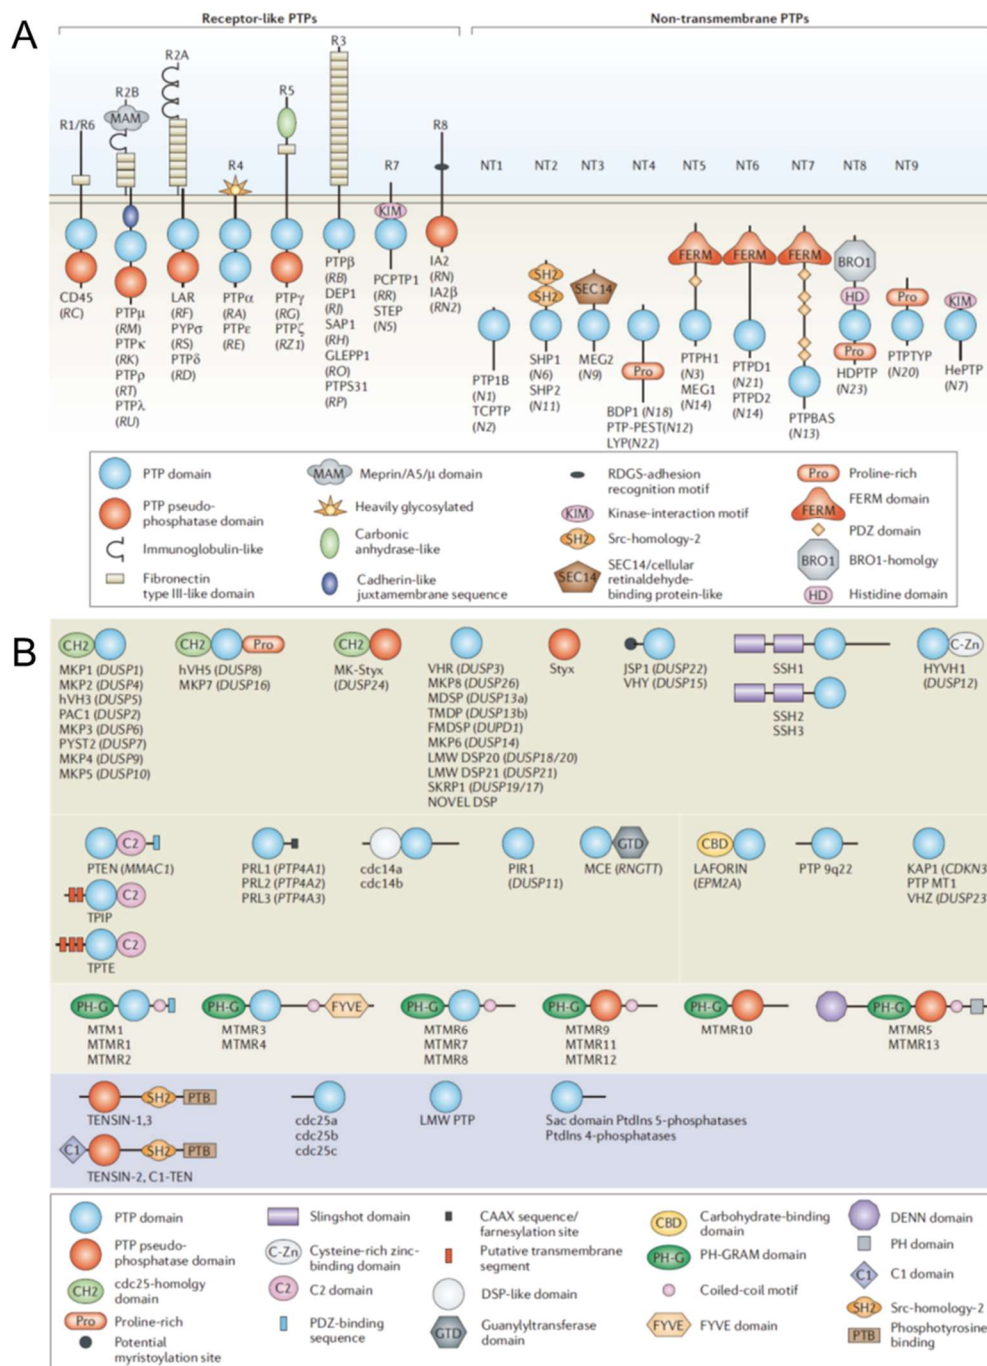 A
Receptor-like PTPs
Non-transmembrane PTPs
R1/R6
R2B
R2A
R4
R5
R3
R7
R8
NT1
NT2
NT3
NT4
NT5
NT6
NT7
NT8
NT9
MAM
KIM
SH2
SH2
SEC14
FERM
FERM
FERM
BRO1
HD
Pro
Pro
Pro
KIM
CD45
(RC)
PTPμ
(RM)
PTPκ
(RK)
PTPρ
(RT)
PTPλ
(RU)
LAR
(RF)
PYPσ
(RS)
PTPδ
(RD)
PTPα
(RA)
PTPε
(RE)
PTPγ
(RG)
PTPζ
(RZ1)
PTPβ
(RB)
DEP1
(RJ)
SAP1
(RH)
GLEPP1
(RO)
PTPS31
(RP)
PCPTP1
(RR)
STEP
(N5)
IA2
(RN)
IA2β
(RN2)
PTP1B
(N1)
TCPTP
(N2)
SHP1
(N6)
SHP2
(N11)
MEG2
(N9)
BDP1 (N18)
PTP-PEST(N12)
LYP(N22)
PTPH1
(N3)
MEG1
(N14)
PTPD1
(N21)
PTPD2
(N14)
PTPBAS
(N13)
HDPTP
(N23)
PTPTYP
(N20)
HePTP
(N7)
PTP domain
PTP pseudo-
phosphatase domain
Immunoglobulin-like
Fibronectin
type III-like domain
MAM
Meprin/A5/μ domain
Heavily glycosylated
Carbonic
anhydrase-like
Cadherin-like
juxtamembrane sequence
RDGS-adhesion
recognition motif
KIM
Kinase-interaction motif
SH2
Src-homology-2
SEC14
SEC14/cellular
retinaldehyde-
binding protein-like
Pro
Proline-rich
FERM
FERM domain
PDZ domain
BRO1
BRO1-homolgy
HD
Histidine domain
B
CH2
MKP1 (DUSP1)
MKP2 (DUSP4)
hVH3 (DUSP5)
PAC1 (DUSP2)
MKP3 (DUSP6)
PYST2 (DUSP7)
MKP4 (DUSP9)
MKP5 (DUSP10)
CH2
Pro
hVH5 (DUSP8)
MKP7 (DUSP16)
CH2
MK-Styx
(DUSP24)
VHR (DUSP3)
MKP8 (DUSP26)
MDSP (DUSP13a)
TMDP (DUSP13b)
FMDSP (DUPD1)
MKP6 (DUSP14)
LMW DSP20 (DUSP18/20)
LMW DSP21 (DUSP21)
SKRP1 (DUSP19/17)
NOVEL DSP
Styx
JSP1 (DUSP22)
VHY (DUSP15)
SSH1
SSH2
SSH3
C-Zn
HYVH1
(DUSP12)
C2
PTEN (MMAC1)
C2
TPIP
C2
TPTE
PRL1 (PTP4A1)
PRL2 (PTP4A2)
PRL3 (PTP4A3)
cdc14a
cdc14b
PIR1
(DUSP11)
GTD
MCE (RNGTT)
CBD
LAFORIN
(EPM2A)
PTP 9q22
KAP1 (CDKN3
PTP MT1
VHZ (DUSP23
PH-G
MTM1
MTMR1
MTMR2
PH-G
FYVE
MTMR3
MTMR4
PH-G
MTMR6
MTMR7
MTMR8
PH-G
MTMR9
MTMR11
MTMR12
PH-G
MTMR10
PH-G
MTMR5
MTMR13
SH2
PTB
TENSIN-1,3
C1
SH2
PTB
TENSIN-2, C1-TEN
cdc25a
cdc25b
cdc25c
LMW PTP
Sac domain PtdIns 5-phosphatases
PtdIns 4-phosphatases
PTP domain
PTP pseudo-
phosphatase domain
CH2
cdc25-homolgy
domain
Pro
Proline-rich
Potential
myristoylation site
Slingshot domain
C-Zn
Cysteine-rich zinc-
binding domain
C2
C2 domain
PDZ-binding
sequence
CAAX sequence/
farnesylation site
Putative transmembrane
segment
DSP-like domain
GTD
Guanylyltransferase
domain
CBD
Carbohydrate-binding
domain
PH-G
PH-GRAM domain
Coiled-coil motif
FYVE
FYVE domain
DENN domain
PH domain
C1
C1 domain
SH2
Src-homology-2
PTB
Phosphotyrosine
binding